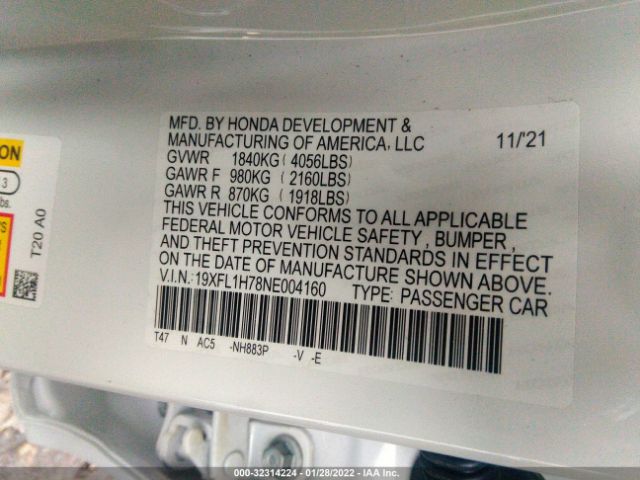 MFD. BY HONDA DEVELOPMENT &
MANUFACTURING OF AMERICA, LLC 11/'21
GVWR 1840KG ( 4056LBS)
GAWR F 980KG ( 2160LBS)
GAWR R 870KG ( 1918LBS)
THIS VEHICLE CONFORMS TO ALL APPLICABLE
FEDERAL MOTOR VEHICLE SAFETY , BUMPER ,
AND THEFT PREVENTION STANDARDS IN EFFECT
ON THE DATE OF MANUFACTURE SHOWN ABOVE.
V.I.N.: 19XFL1H78NE004160 TYPE: PASSENGER CAR
T47 N AC5 -NH883P -V -E
ION
3
bs.
T20 A0
000-32314224 - 01/28/2022 - IAA Inc.